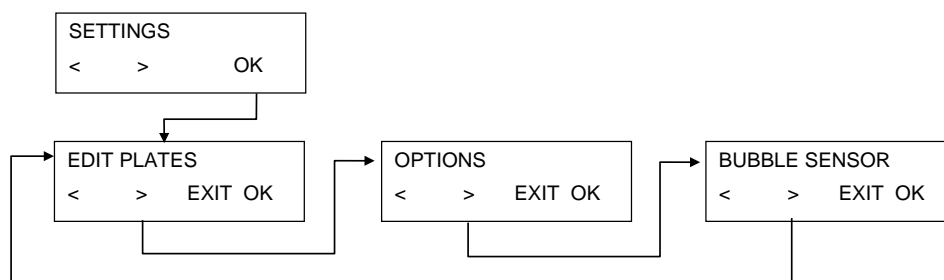 SETTINGS
< > OK
EDIT PLATES
< > EXIT OK
OPTIONS
< > EXIT OK
BUBBLE SENSOR
< > EXIT OK